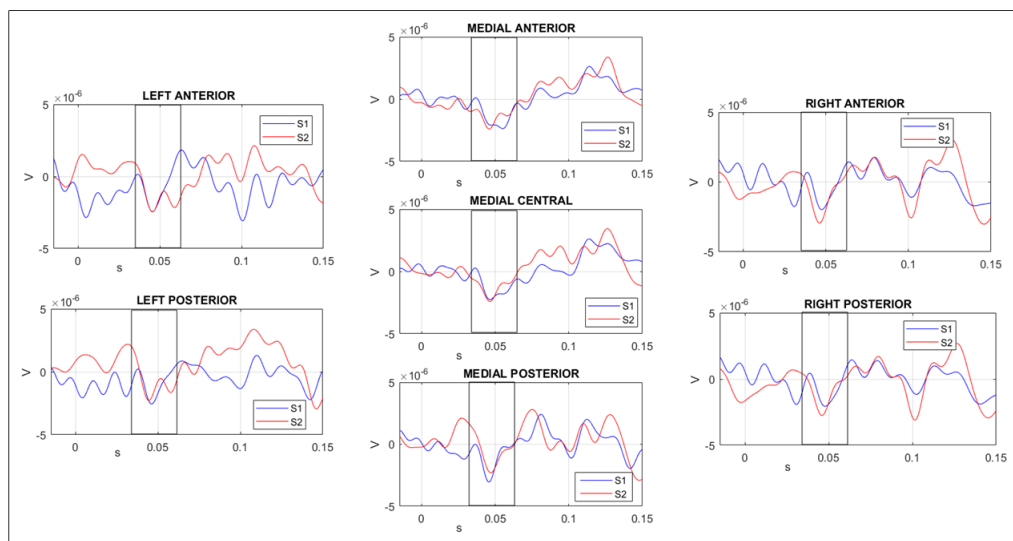 LEFT ANTERIOR
×10⁻⁶
5
0
-5
V
0
0.05
0.1
0.15
s
S1
S2
LEFT POSTERIOR
×10⁻⁶
5
0
-5
V
0
0.05
0.1
0.15
s
S1
S2
MEDIAL ANTERIOR
×10⁻⁶
5
0
-5
V
0
0.05
0.1
0.15
s
S1
S2
MEDIAL CENTRAL
5
0
-5
V
0
0.05
0.1
0.15
s
S1
S2
MEDIAL POSTERIOR
×10⁻⁶
5
0
-5
V
0
0.05
0.1
0.15
s
S1
S2
RIGHT ANTERIOR
×10⁻⁶
5
0
-5
V
0
0.05
0.1
0.15
s
S1
S2
RIGHT POSTERIOR
×10⁻⁶
5
0
-5
V
0
0.05
0.1
0.15
s
S1
S2